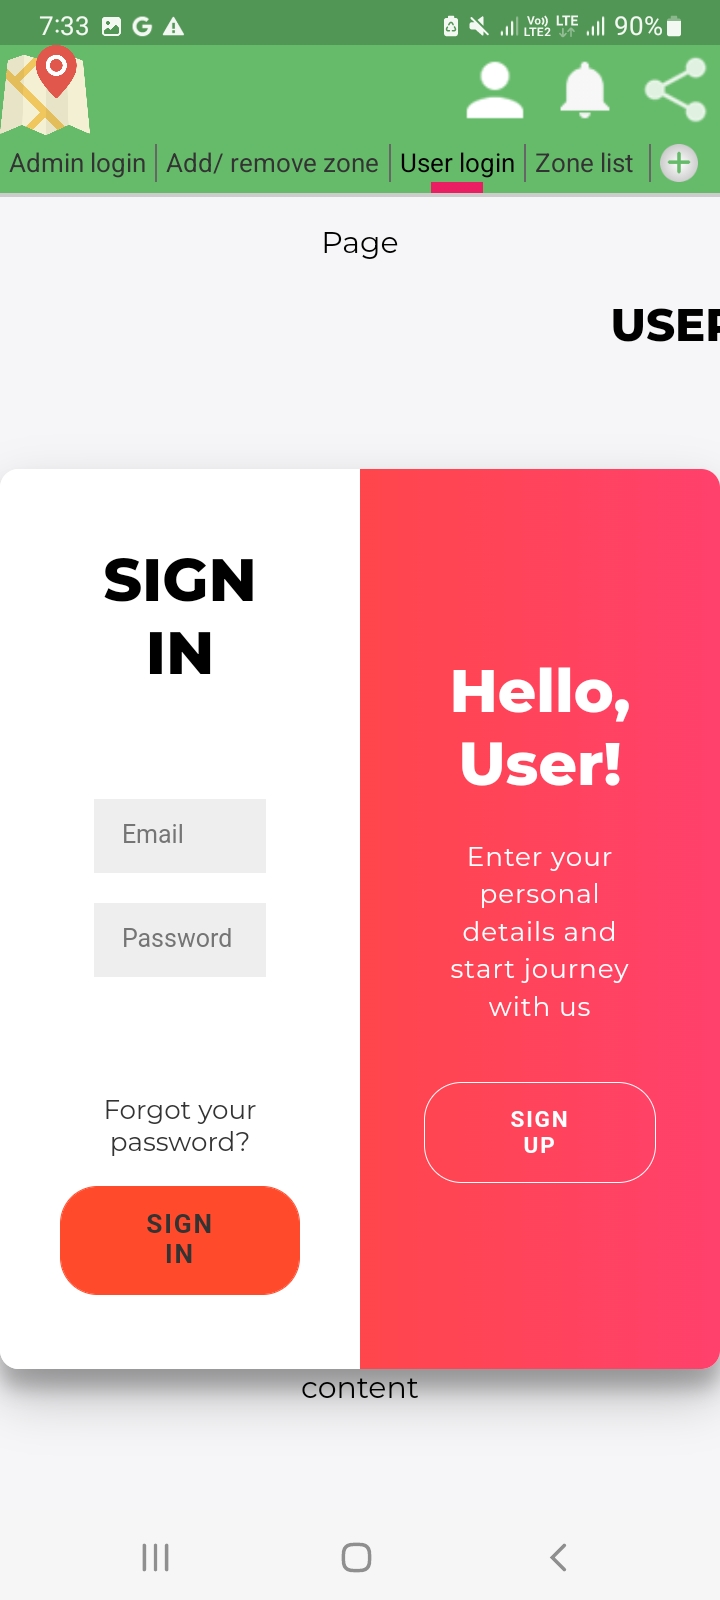 7:33 G Vo)) LTE2 LTE 90%
Admin login Add/ remove zone User login Zone list
Page
USER
SIGN
IN
Email
Password
Forgot your
password?
SIGN
IN
Hello,
User!
Enter your
personal
details and
start journey
with us
SIGN
UP
content